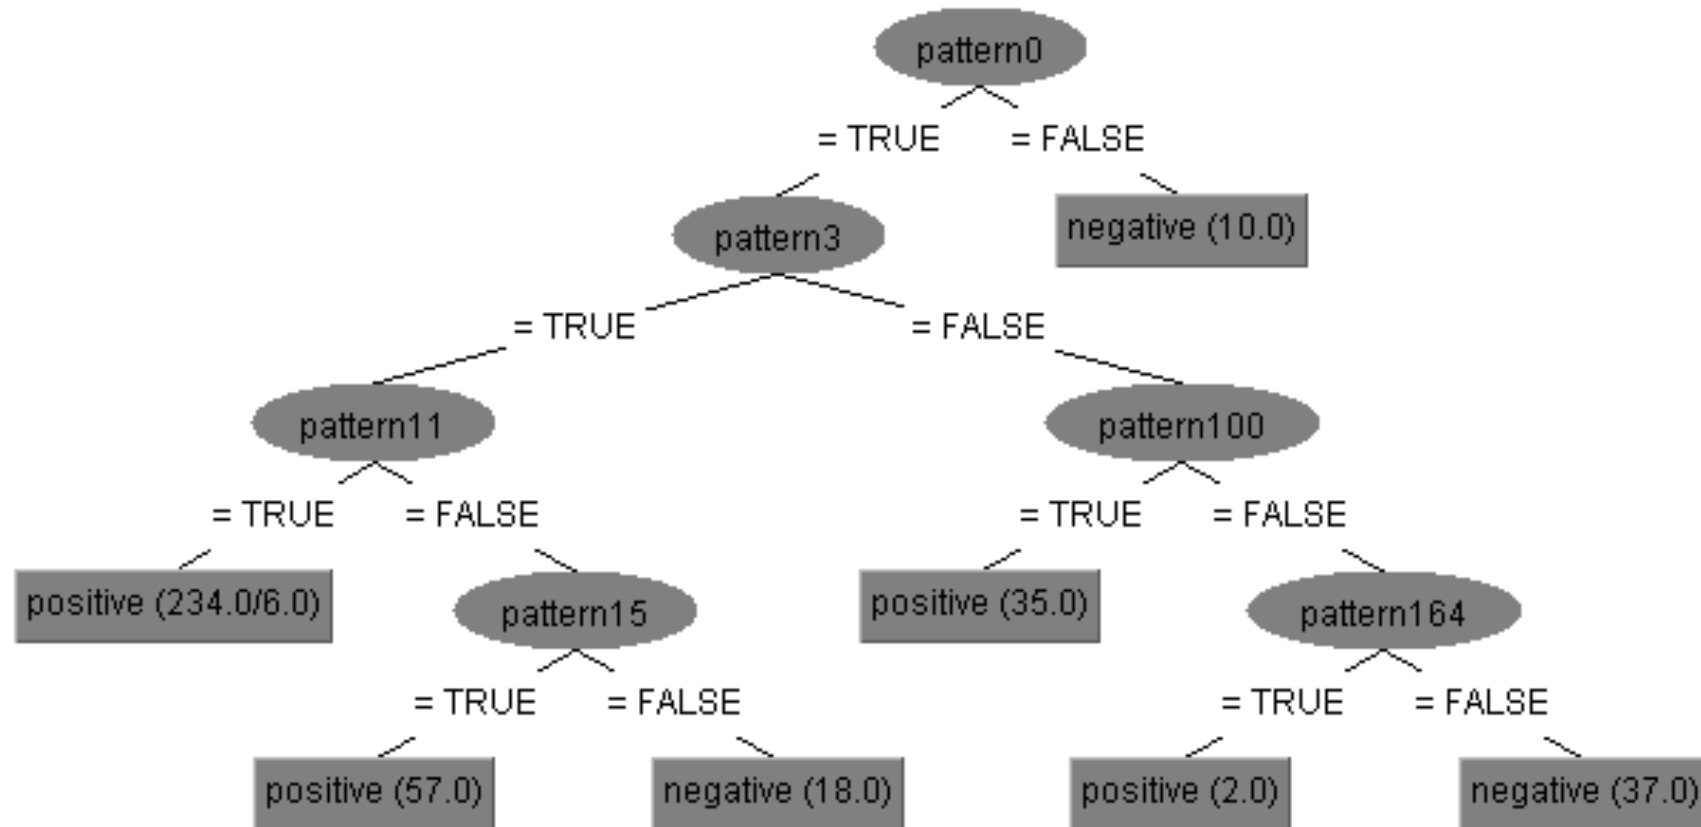 pattern0
= TRUE
= FALSE
pattern3
negative (10.0)
= TRUE
= FALSE
pattern11
pattern100
= TRUE
= FALSE
= TRUE
= FALSE
positive (234.0/6.0)
pattern15
positive (35.0)
pattern164
= TRUE
= FALSE
= TRUE
= FALSE
positive (57.0)
negative (18.0)
positive (2.0)
negative (37.0)